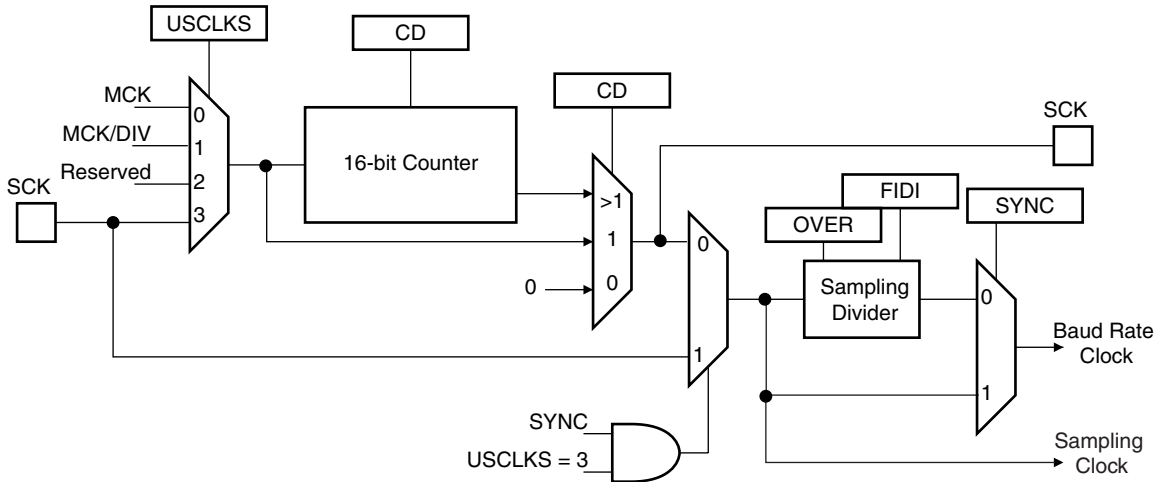 USCLKS
CD
CD
MCK
MCK/DIV
Reserved
SCK
0
1
2
3
16-bit Counter
>1
1
0
0
SCK
FIDI
OVER
SYNC
0
1
Sampling
Divider
0
1
Baud Rate
Clock
SYNC
USCLKS = 3
Sampling
Clock